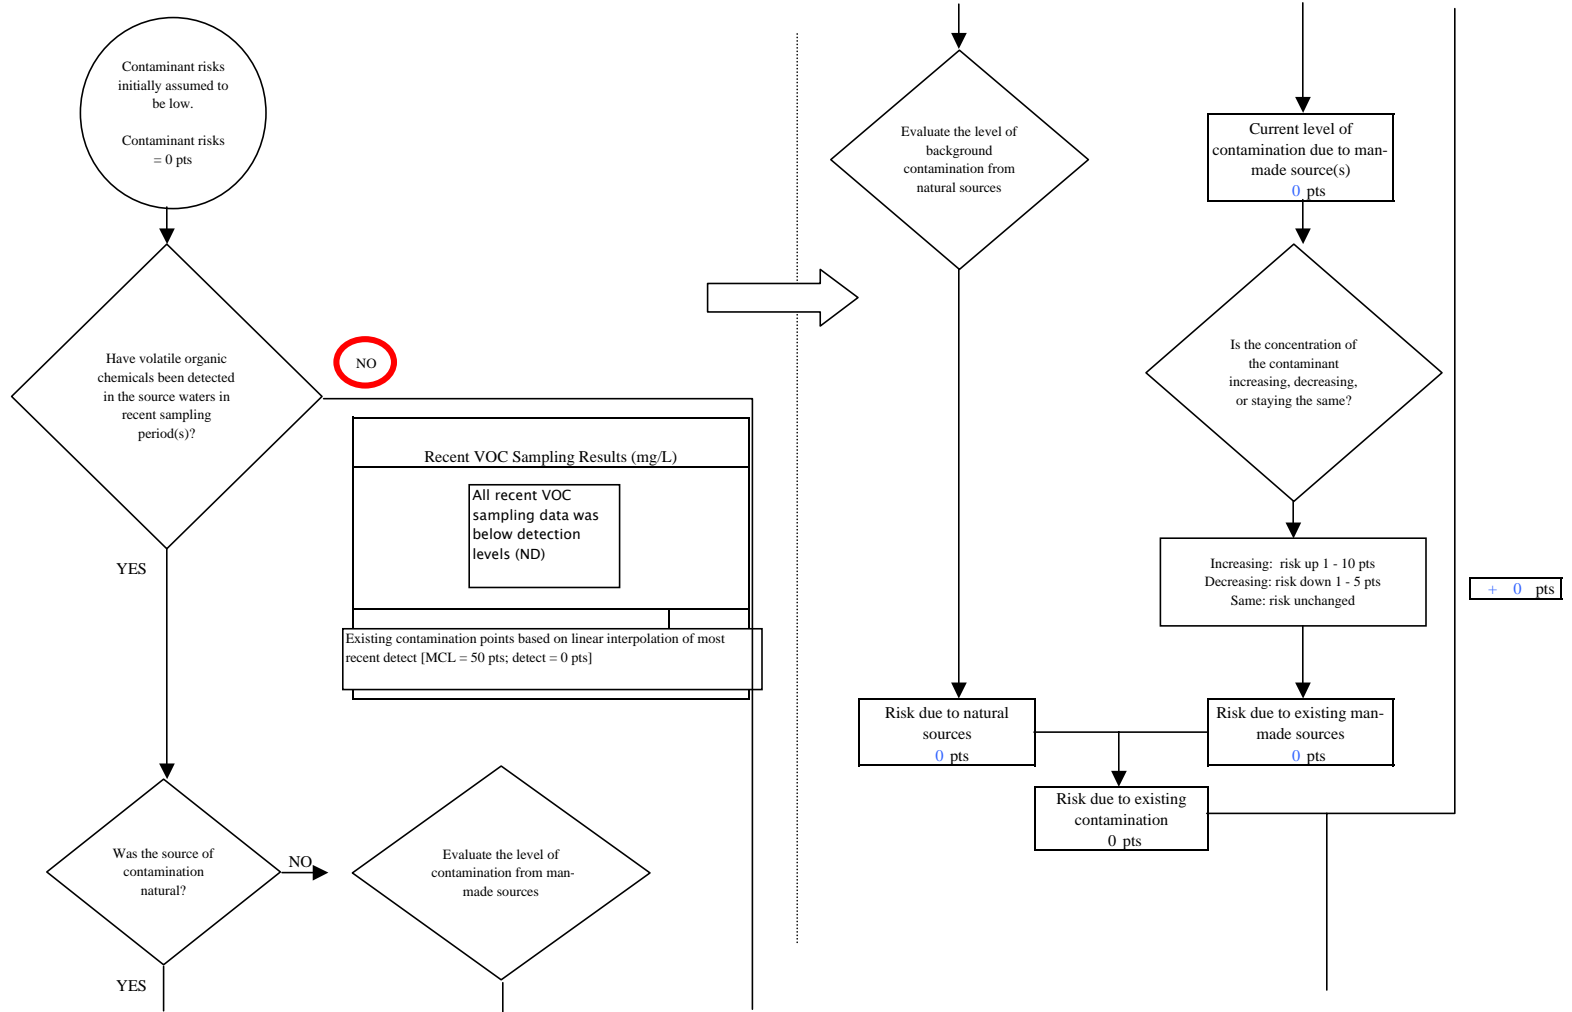 Contaminant risks
initially assumed to
be low.
Contaminant risks
= 0 pts
Have volatile organic
chemicals been detected
in the source waters in
recent sampling
period(s)?
NO
Recent VOC Sampling Results (mg/L)
All recent VOC
sampling data was
below detection
levels (ND)
Existing contamination points based on linear interpolation of most
recent detect [MCL = 50 pts; detect = 0 pts]
YES
Was the source of
contamination
natural?
NO
Evaluate the level of
contamination from man-
made sources
YES
Evaluate the level of
background
contamination from
natural sources
Current level of
contamination due to man-
made source(s)
0 pts
Is the concentration of
the contaminant
increasing, decreasing,
or staying the same?
Increasing: risk up 1 - 10 pts
Decreasing: risk down 1 - 5 pts
Same: risk unchanged
+ 0 pts
Risk due to natural
sources
0 pts
Risk due to existing man-
made sources
0 pts
Risk due to existing
contamination
0 pts